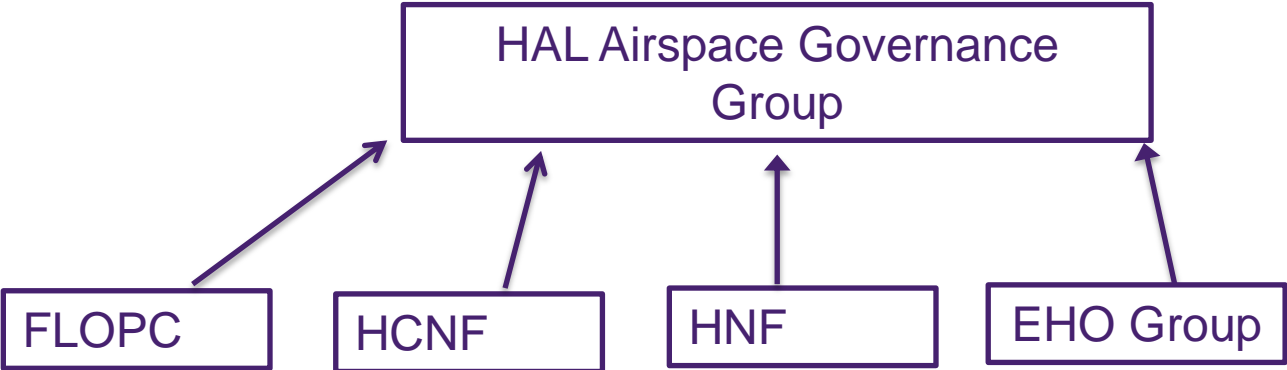 HAL Airspace Governance
Group
FLOPC
HCNF
HNF
EHO Group